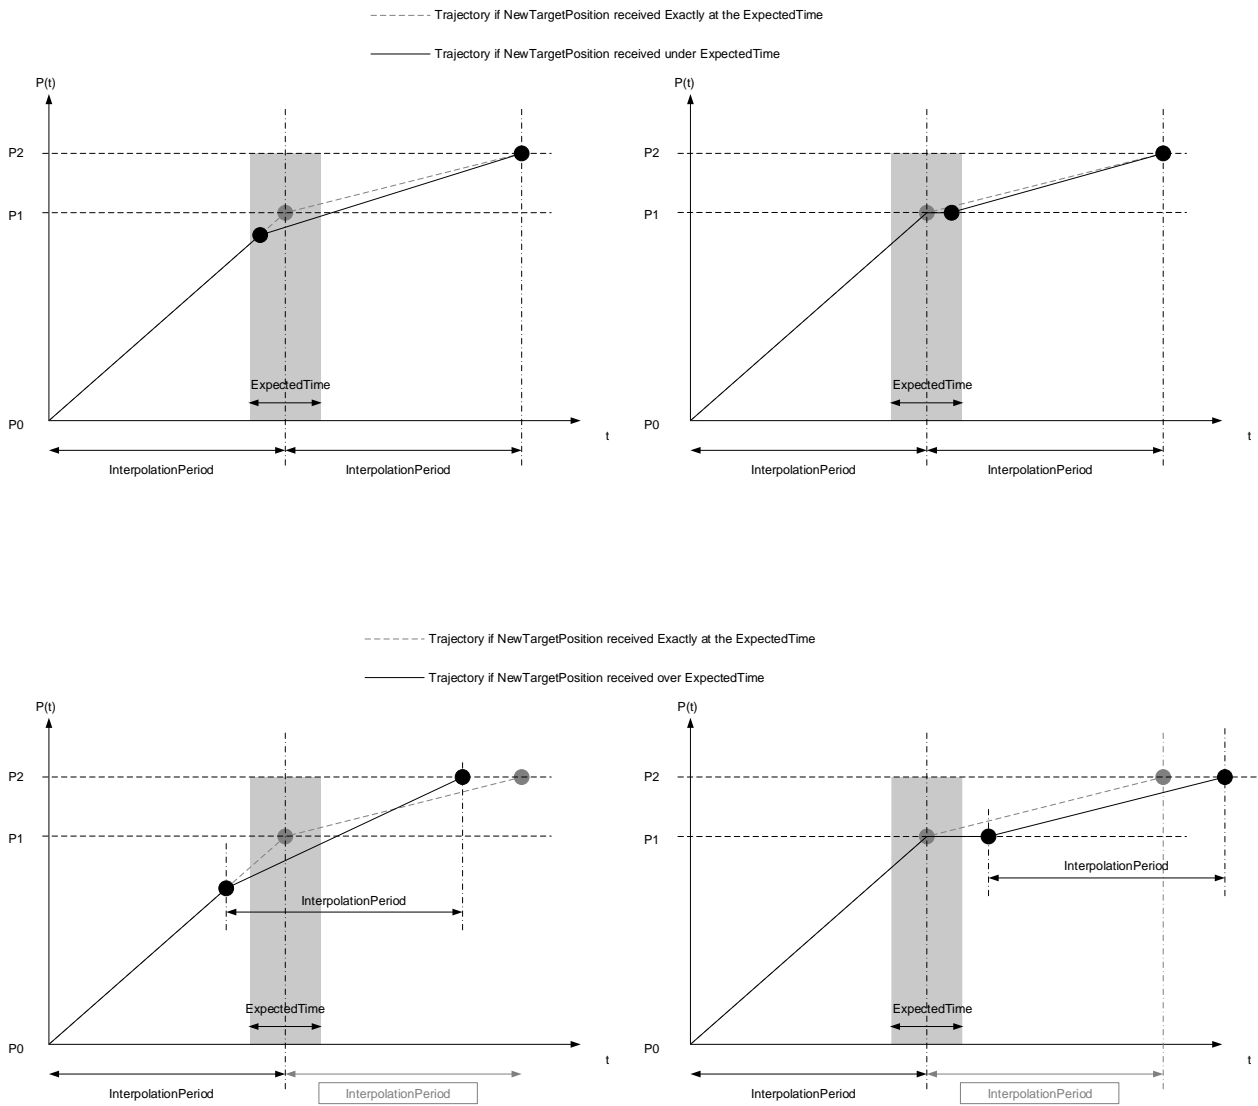 Trajectory if NewTargetPosition received Exactly at the ExpectedTime
Trajectory if NewTargetPosition received under ExpectedTime
P(t)
P2
P1
ExpectedTime
P0
t
InterpolationPeriod
InterpolationPeriod
P(t)
P2
P1
ExpectedTime
P0
t
InterpolationPeriod
InterpolationPeriod
Trajectory if NewTargetPosition received Exactly at the ExpectedTime
Trajectory if NewTargetPosition received over ExpectedTime
P(t)
P2
P1
InterpolationPeriod
ExpectedTime
P0
t
InterpolationPeriod
InterpolationPeriod
P(t)
P2
P1
InterpolationPeriod
ExpectedTime
P0
t
InterpolationPeriod
InterpolationPeriod